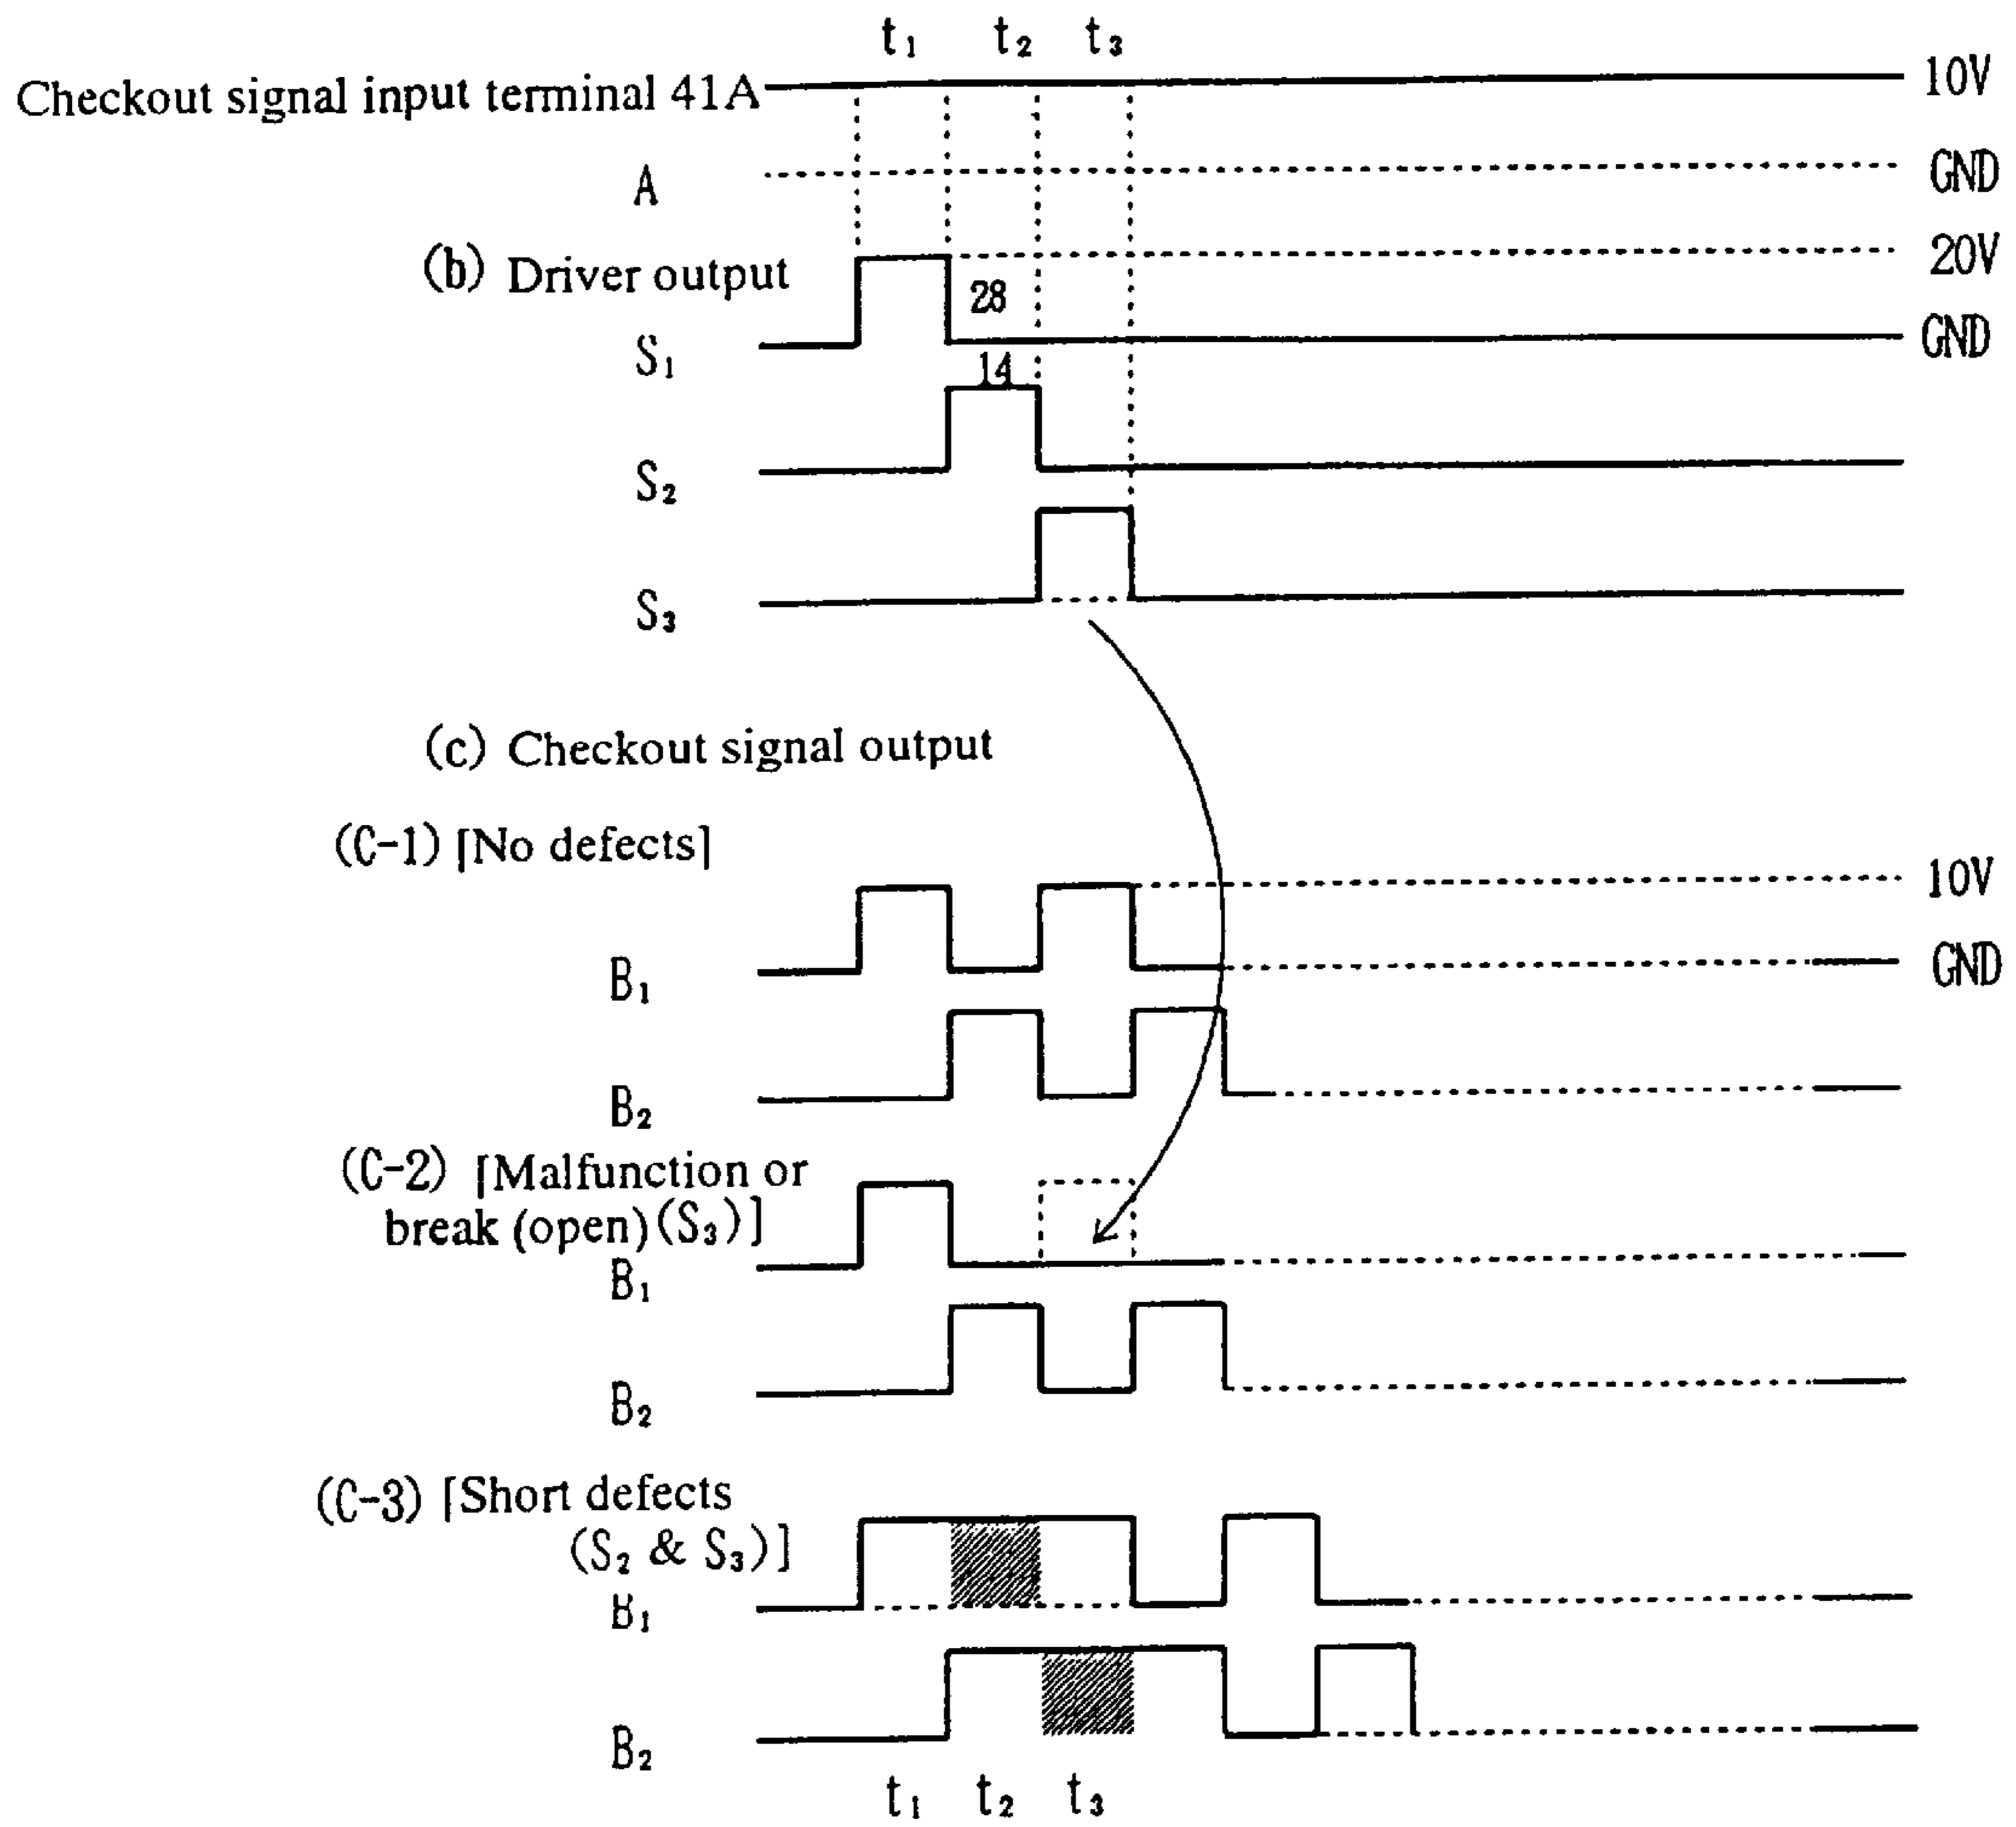 t₁ t₂ t₃
Checkout signal input terminal 41A 10V
A GND
(b) Driver output 20V
28
S₁ GND
14
S₂
S₃
(c) Checkout signal output
(C-1) [No defects]
10V
B₁ GND
B₂
(C-2) [Malfunction or
break (open) (S₃)]
B₁
B₂
(C-3) [Short defects
(S₂ & S₃)]
B₁
B₂
t₁ t₂ t₃